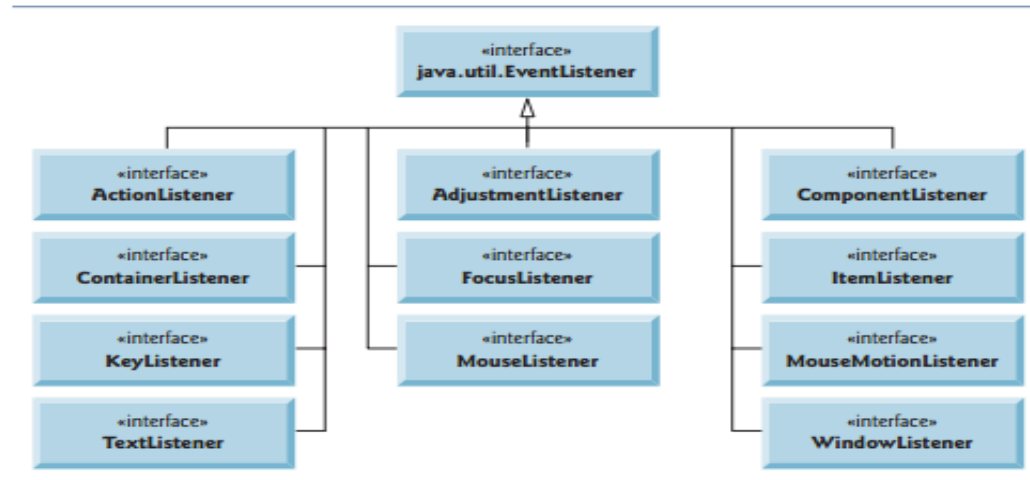 «interface»
java.util.EventListener
«interface»
ActionListener
«interface»
AdjustmentListener
«interface»
ComponentListener
«interface»
ContainerListener
«interface»
FocusListener
«interface»
ItemListener
«interface»
KeyListener
«interface»
MouseListener
«interface»
MouseMotionListener
«interface»
TextListener
«interface»
WindowListener